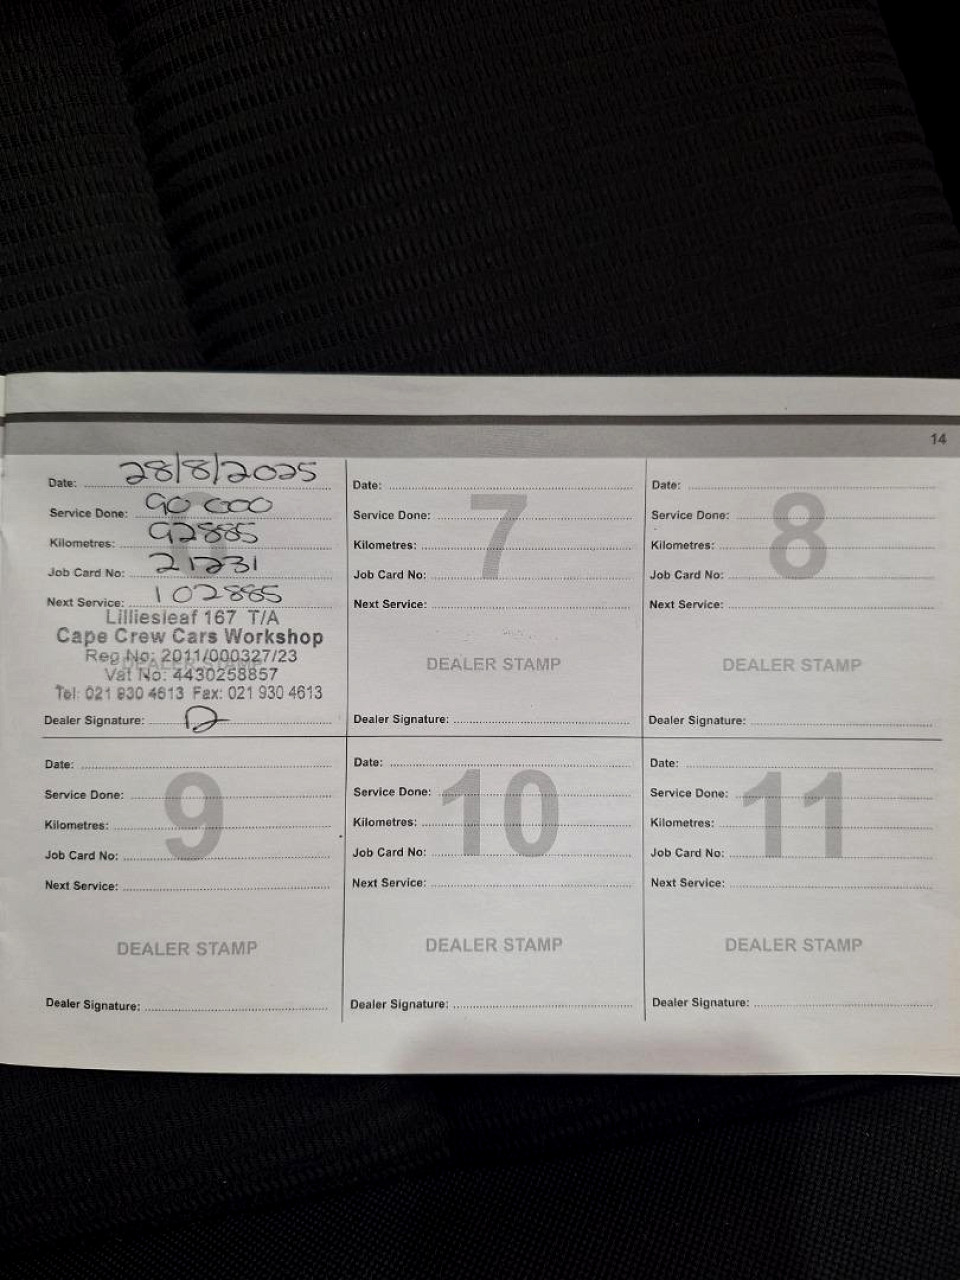 14
Date: 28/8/2025
Service Done: 90 000
Kilometres: 92885
Job Card No: 21231
Next Service: 102885
6
Lilliesleaf 167 T/A
Cape Crew Cars Workshop
Reg No: 2011/000327/23
DEALER STAMP
Vat No: 4430258857
Tel: 021 930 4613 Fax: 021 930 4613
Dealer Signature:
7
Date:
Service Done:
Kilometres:
Job Card No:
Next Service:
DEALER STAMP
Dealer Signature:
8
Date:
Service Done:
Kilometres:
Job Card No:
Next Service:
DEALER STAMP
Dealer Signature:
9
Date:
Service Done:
Kilometres:
Job Card No:
Next Service:
DEALER STAMP
Dealer Signature:
10
Date:
Service Done:
Kilometres:
Job Card No:
Next Service:
DEALER STAMP
Dealer Signature:
11
Date:
Service Done:
Kilometres:
Job Card No:
Next Service:
DEALER STAMP
Dealer Signature: